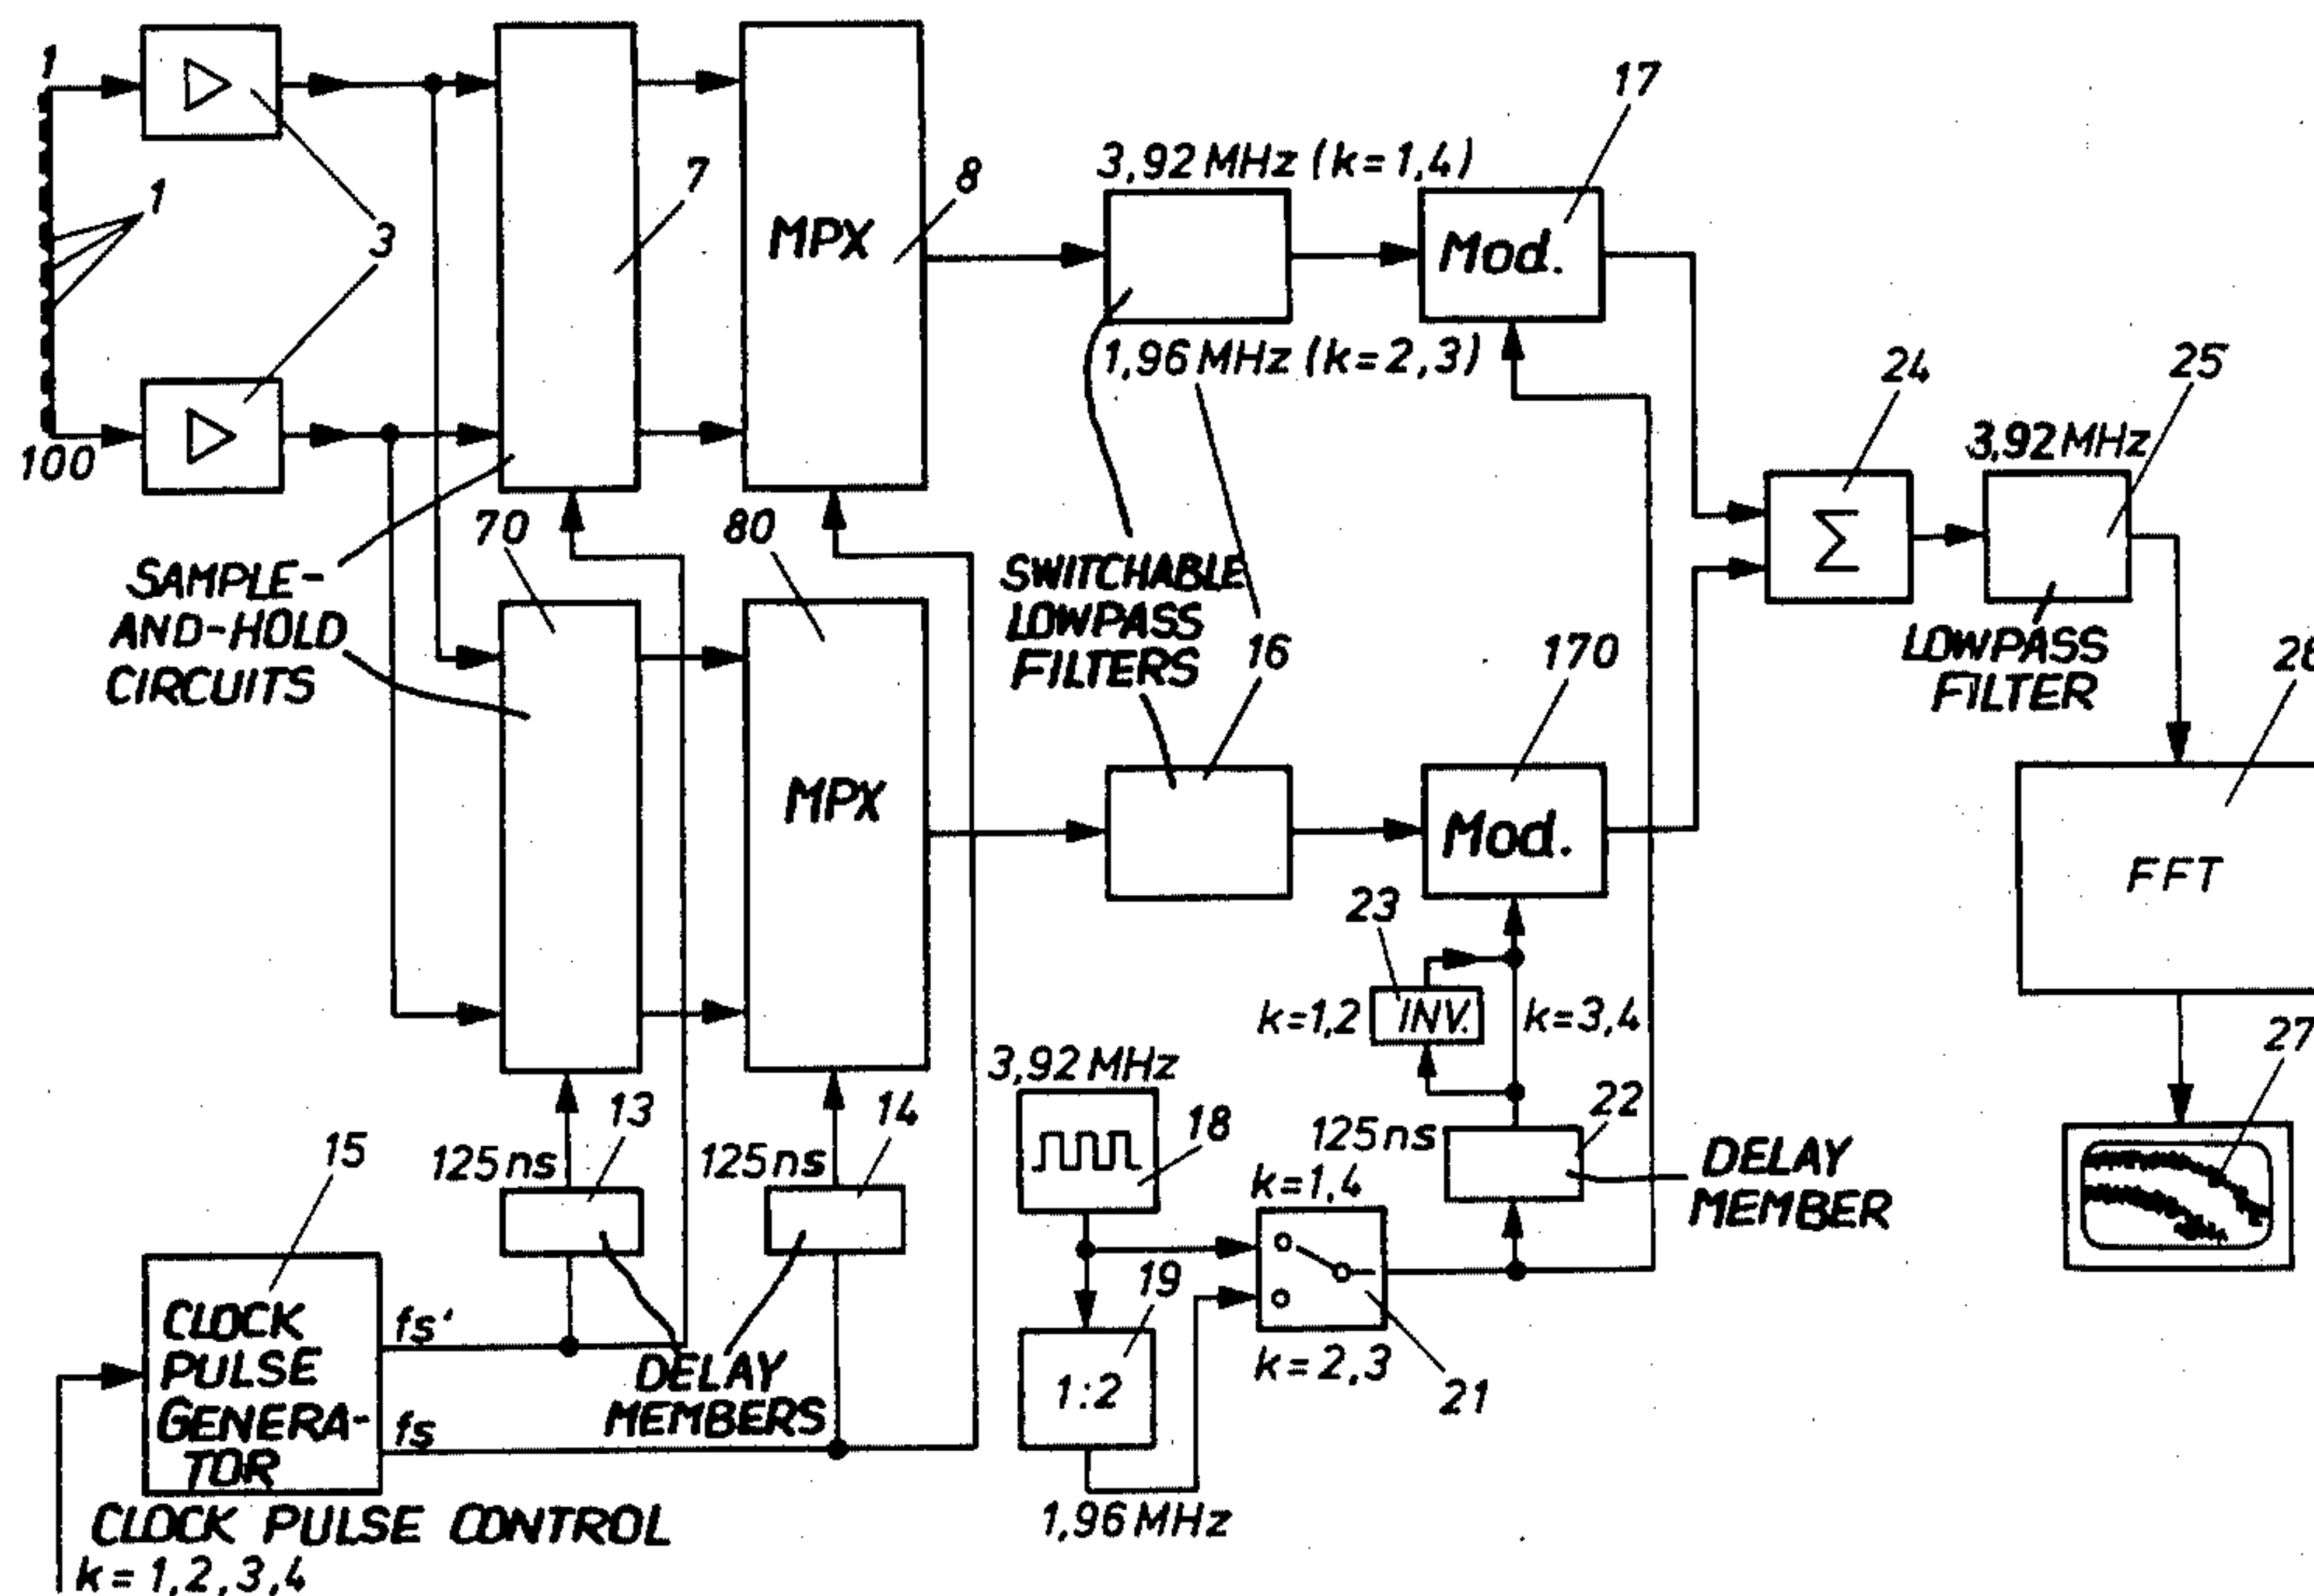 1
17
3,92 MHz (k=1,4)
7
8
1
3
MPX
Mod.
1,96 MHz (k=2,3)
24
25
3,92 MHz
100
70
80
Σ
SAMPLE-
AND-HOLD
CIRCUITS
SWITCHABLE
LOWPASS
FILTERS
16
170
LOWPASS
FILTER
26
MPX
Mod.
FFT
23
k=1,2
INV.
k=3,4
27
3,92 MHz
13
14
18
125 ns
22
15
125 ns
125 ns
DELAY
MEMBER
k=1,4
19
CLOCK
PULSE
GENERA-
TOR
fs'
fs
DELAY
MEMBERS
1:2
k=2,3
21
1,96 MHz
CLOCK PULSE CONTROL
k=1,2,3,4